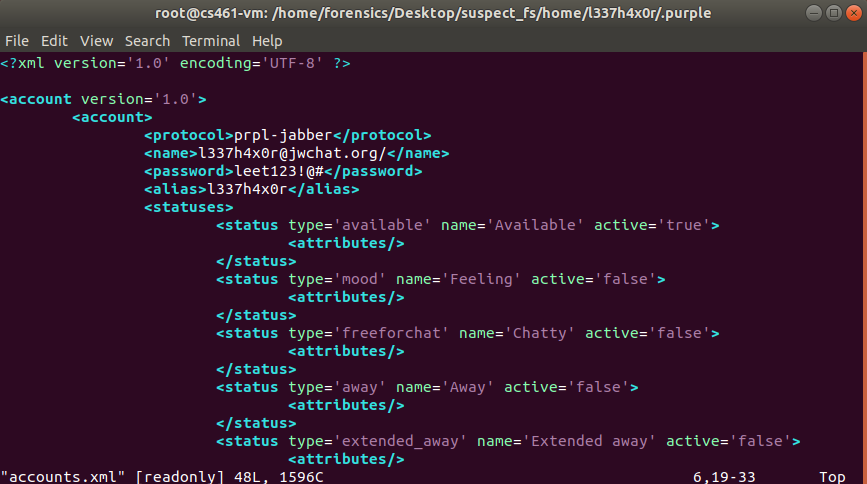 root@cs461-vm: /home/forensics/Desktop/suspect_fs/home/l337h4x0r/.purple
File Edit View Search Terminal Help
<?xml version='1.0' encoding='UTF-8' ?>
<account version='1.0'>
<account>
<protocol>prpl-jabber</protocol>
<name>l337h4x0r@jwchat.org/</name>
<password>leet123!@#</password>
<alias>l337h4x0r</alias>
<statuses>
<status type='available' name='Available' active='true'>
<attributes/>
</status>
<status type='mood' name='Feeling' active='false'>
<attributes/>
</status>
<status type='freeforchat' name='Chatty' active='false'>
<attributes/>
</status>
<status type='away' name='Away' active='false'>
<attributes/>
</status>
<status type='extended_away' name='Extended away' active='false'>
<attributes/>
"accounts.xml" [readonly] 48L, 1596C 6,19-33 Top